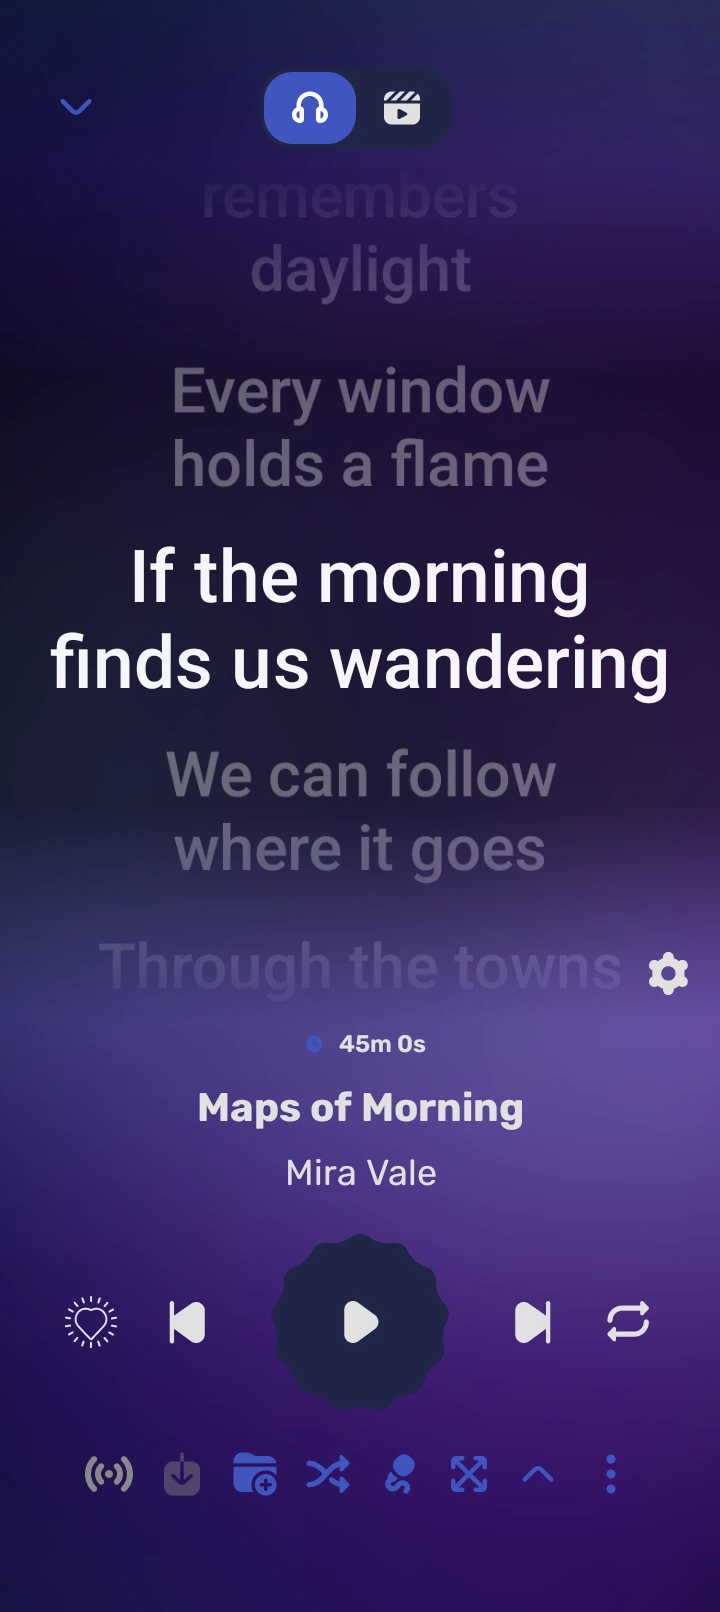 remembers
daylight
Every window
holds a flame
If the morning
finds us wandering
We can follow
where it goes
Through the towns
45m 0s
Maps of Morning
Mira Vale